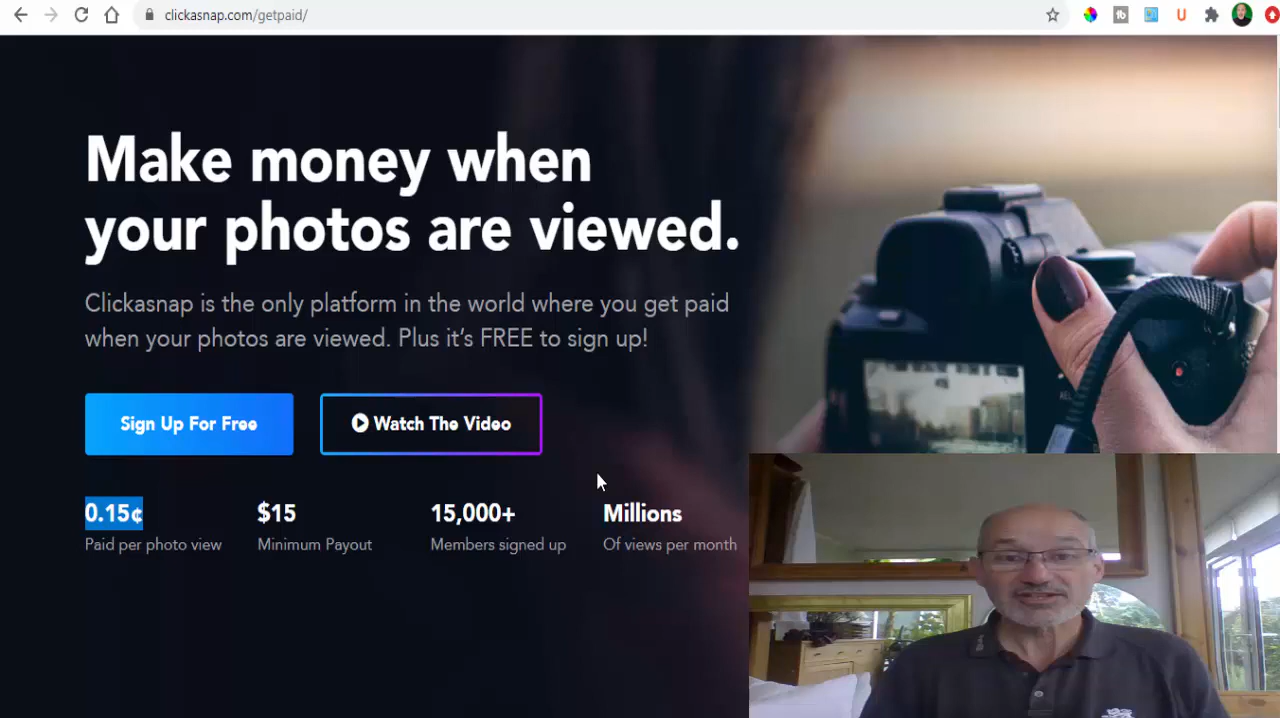 clickasnap.com/getpaid/
Make money when
your photos are viewed.
Clickasnap is the only platform in the world where you get paid
when your photos are viewed. Plus it’s FREE to sign up!
Sign Up For Free
Watch The Video
0.15¢
$15
15,000+
Millions
Paid per photo view
Minimum Payout
Members signed up
Of views per month